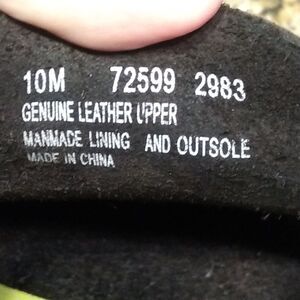 10M 72599 2983
GENUINE LEATHER UPPER
MANMADE LINING AND OUTSOLE
MADE IN CHINA